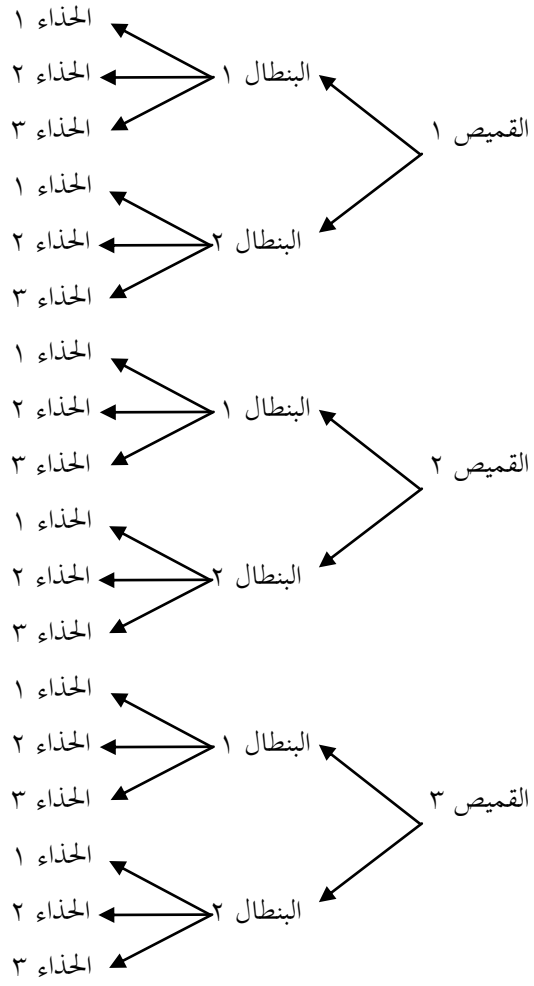 الحذاء ١
البنطال ١
الحذاء ٢
القميص ١
الحذاء ٣
الحذاء ١
البنطال ٢
الحذاء ٢
الحذاء ٣
الحذاء ١
البنطال ١
الحذاء ٢
القميص ٢
الحذاء ٣
الحذاء ١
البنطال ٢
الحذاء ٢
الحذاء ٣
الحذاء ١
البنطال ١
الحذاء ٢
القميص ٣
الحذاء ٣
الحذاء ١
البنطال ٢
الحذاء ٢
الحذاء ٣